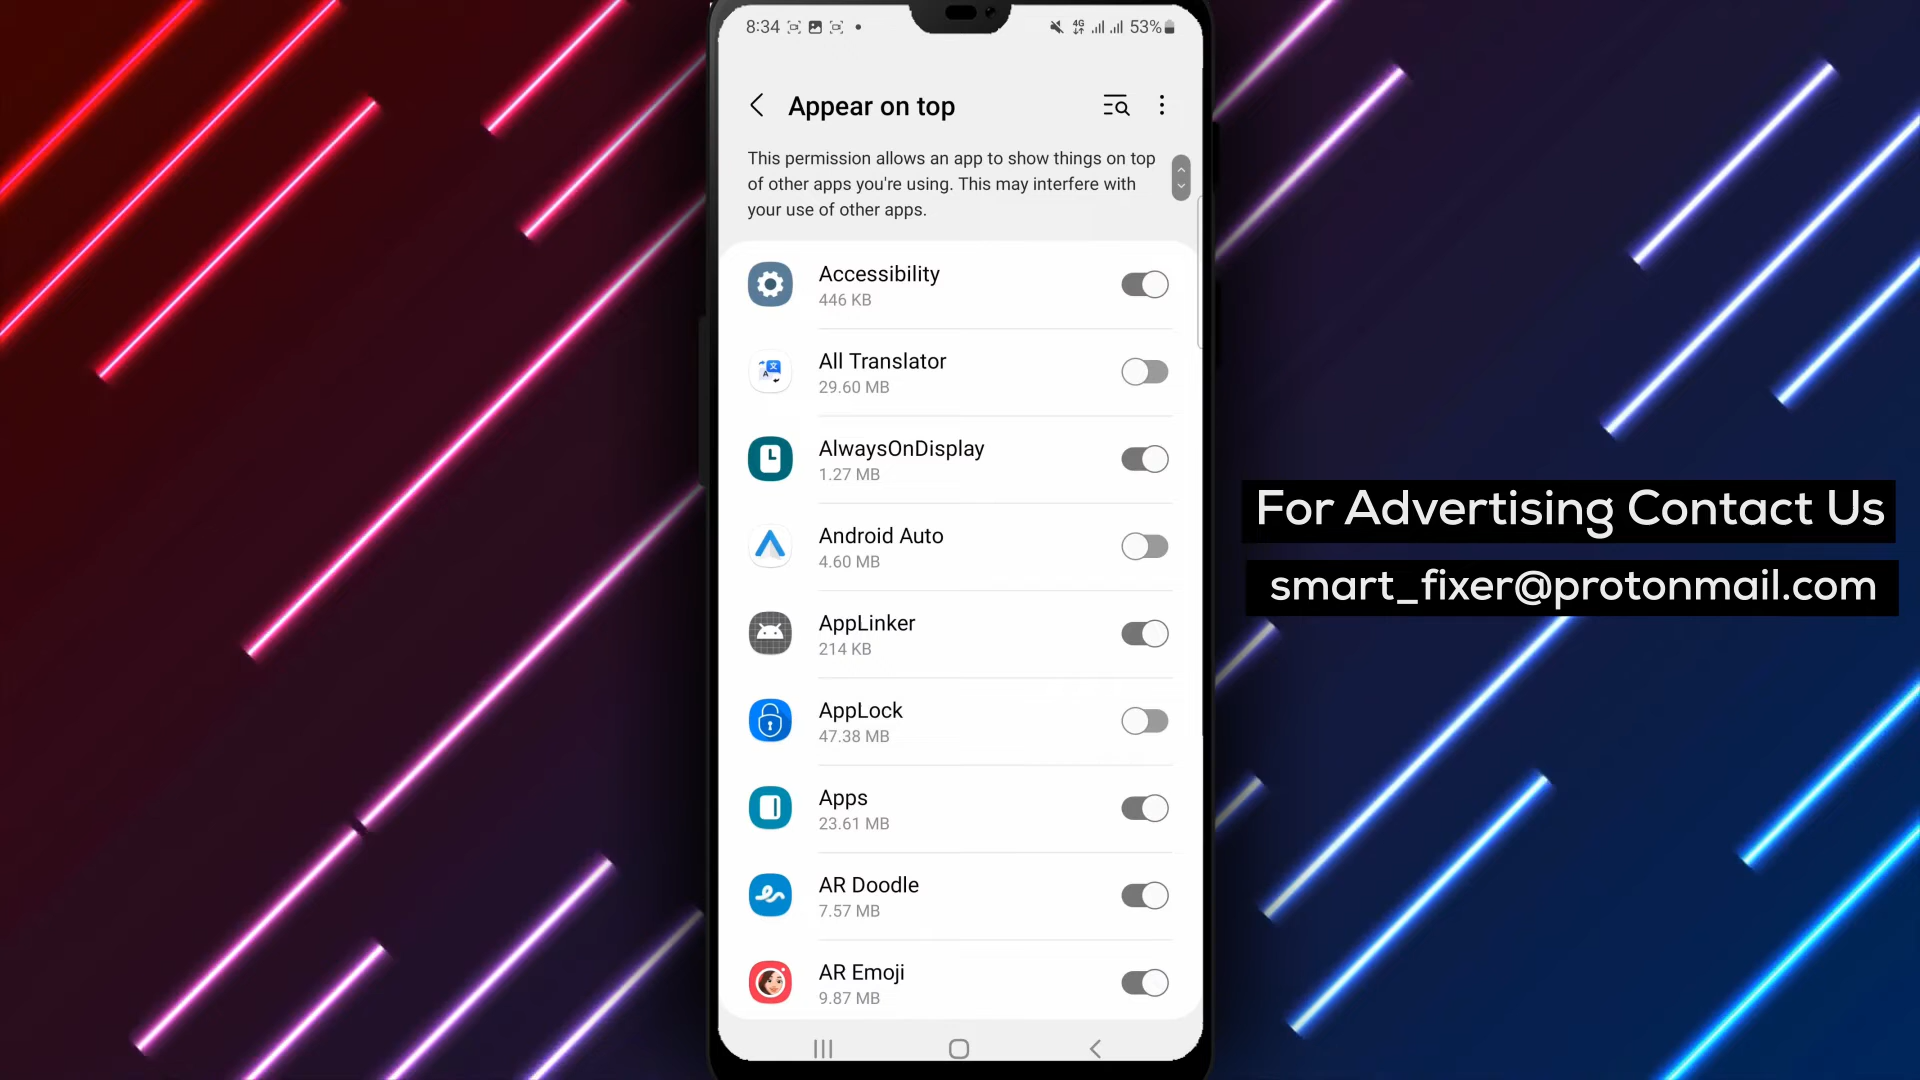 8:34
4G
53%
Appear on top
This permission allows an app to show things on top
of other apps you're using. This may interfere with
your use of other apps.
Accessibility
446 KB
All Translator
29.60 MB
AlwaysOnDisplay
1.27 MB
Android Auto
4.60 MB
AppLinker
214 KB
AppLock
47.38 MB
Apps
23.61 MB
AR Doodle
7.57 MB
AR Emoji
9.87 MB
For Advertising Contact Us
smart_fixer@protonmail.com